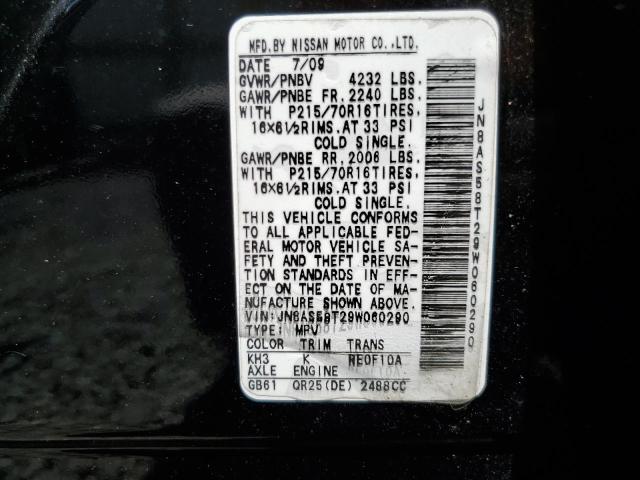 MFD.BY NISSAN MOTOR CO.,LTD.
DATE 7/09
GVWR/PNBV 4232 LBS.
GAWR/PNBE FR.2240 LBS.
WITH P215/70R16TIRES,
16×6½RIMS.AT 33 PSI
COLD SINGLE.
GAWR/PNBE RR.2006 LBS.
WITH P215/70R16TIRES,
16×6½RIMS.AT 33 PSI
COLD SINGLE.
THIS VEHICLE CONFORMS
TO ALL APPLICABLE FED-
ERAL MOTOR VEHICLE SA-
FETY AND THEFT PREVEN-
TION STANDARDS IN EFF-
ECT ON THE DATE OF MA-
NUFACTURE SHOWN ABOVE.
VIN:JN8AS58T29W060290
TYPE: MPV
COLOR TRIM TRANS
KH3 K RE0F10A
AXLE ENGINE
GB61 QR25(DE) 2488CC
JN8AS58T29W060290